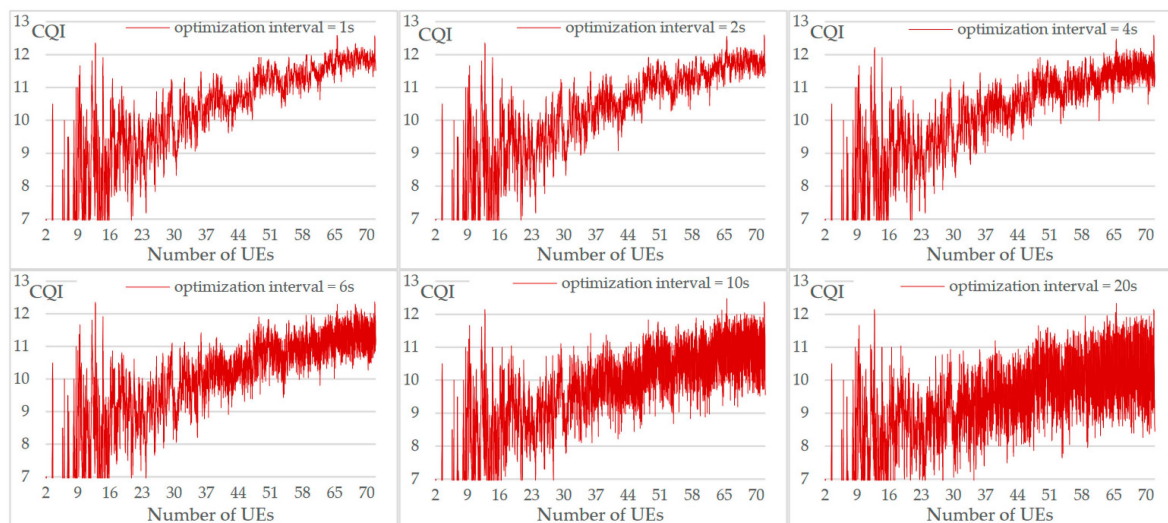 13
CQI
optimization interval = 1s
12
11
10
9
8
7
2 9 16 23 30 37 44 51 58 65 70
Number of UEs
13
CQI
optimization interval = 2s
12
11
10
9
8
7
2 9 16 23 30 37 44 51 58 65 70
Number of UEs
13
CQI
optimization interval = 4s
12
11
10
9
8
7
2 9 16 23 30 37 44 51 58 65 70
Number of UEs
13
CQI
optimization interval = 6s
12
11
10
9
8
7
2 9 16 23 30 37 44 51 58 65 70
Number of UEs
13
CQI
optimization interval = 10s
12
11
10
9
8
7
2 9 16 23 30 37 44 51 58 65 70
Number of UEs
13
CQI
optimization interval = 20s
12
11
10
9
8
7
2 9 16 23 30 37 44 51 58 65 70
Number of UEs